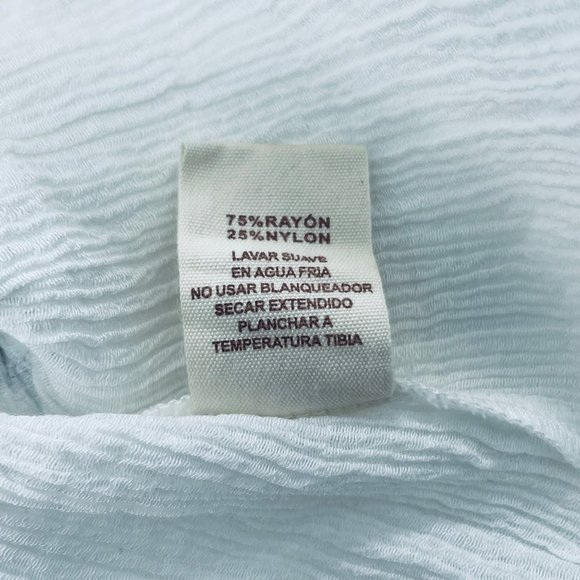 75%RAYÓN
25%NYLON
LAVAR SUAVE
EN AGUA FRIA
NO USAR BLANQUEADOR
SECAR EXTENDIDO
PLANCHAR A
TEMPERATURA TIBIA